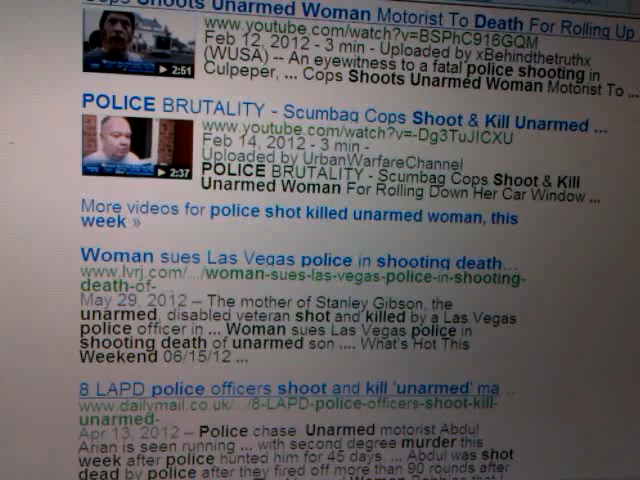 Cops Shoots Unarmed Woman Motorist To Death For Rolling Up
www.youtube.com/watch?v=BSPhC916GQM
Feb 12, 2012 - 3 min - Uploaded by xBehindthetruthx
(WUSA) -- An eyewitness to a fatal police shooting in
Culpeper, ... Cops Shoots Unarmed Woman Motorist To ...
2:51
POLICE BRUTALITY - Scumbag Cops Shoot & Kill Unarmed ...
www.youtube.com/watch?v=-Dg3TuJICXU
Feb 14, 2012 - 3 min -
Uploaded by UrbanWarfareChannel
POLICE BRUTALITY - Scumbag Cops Shoot & Kill
Unarmed Woman For Rolling Down Her Car Window ...
2:37
More videos for police shot killed unarmed woman, this
week »
Woman sues Las Vegas police in shooting death...
www.lvrj.com/.../woman-sues-las-vegas-police-in-shooting-
death-of-
May 29, 2012 – The mother of Stanley Gibson, the
unarmed, disabled veteran shot and killed by a Las Vegas
police officer in ... Woman sues Las Vegas police in
shooting death of unarmed son .... What's Hot This
Weekend 06/15/12 ...
8 LAPD police officers shoot and kill 'unarmed' ma...
www.dailymail.co.uk/.../8-LAPD-police-officers-shoot-kill-
unarmed-
Apr 13, 2012 – Police chase Unarmed motorist Abdul
Arian is seen running ... with second degree murder this
week after police hunted him for 45 days. ... Abdul was shot
dead by police after they fired off more than 90 rounds after